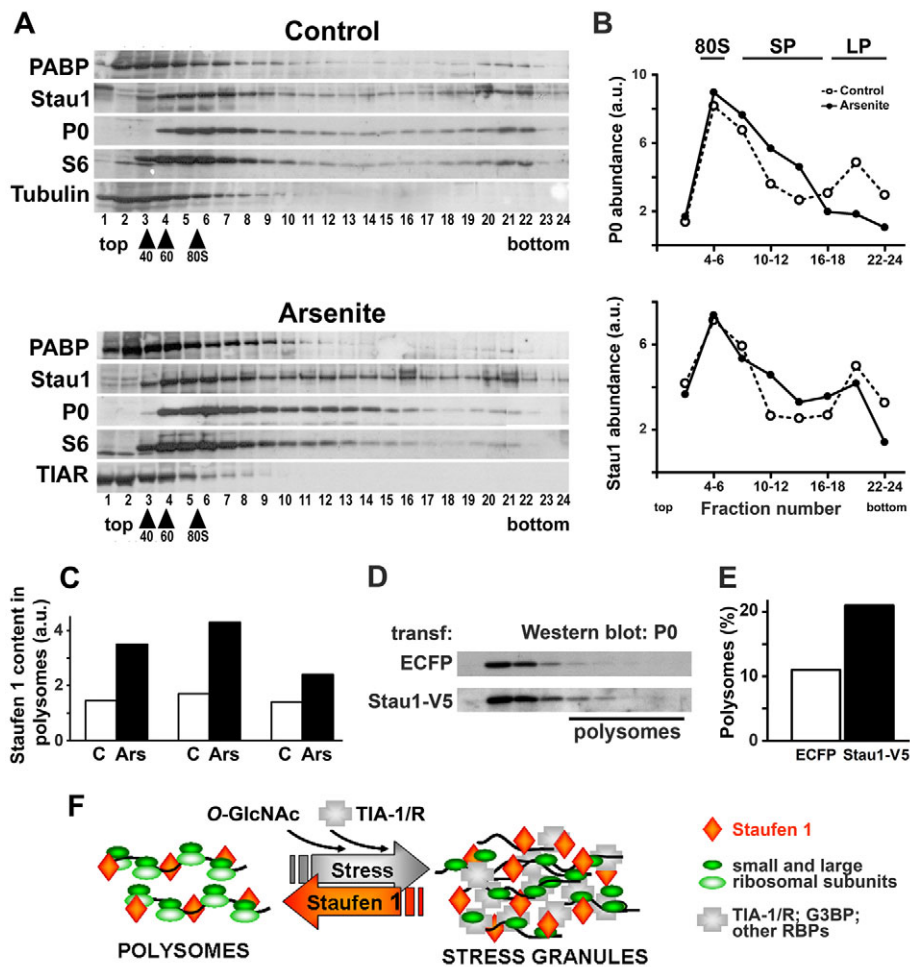 A
Control
PABP
Stau1
P0
S6
Tubulin
1 2 3 4 5 6 7 8 9 10 11 12 13 14 15 16 17 18 19 20 21 22 23 24
top bottom
40 60 80S
Arsenite
PABP
Stau1
P0
S6
TIAR
1 2 3 4 5 6 7 8 9 10 11 12 13 14 15 16 17 18 19 20 21 22 23 24
top bottom
40 60 80S
B
80S SP LP
Control
Arsenite
P0 abundance (a.u.)
10
6
2
4-6 10-12 16-18 22-24
Stau1 abundance (a.u.)
6
2
4-6 10-12 16-18 22-24
top Fraction number bottom
C
Staufen 1 content in
polysomes (a.u.)
4
2
0
C Ars C Ars C Ars
D
transf: Western blot: P0
ECFP
Stau1-V5
polysomes
E
Polysomes (%)
20
10
0
ECFP Stau1-V5
F
O-GlcNAc TIA-1/R
Stress
Staufen 1
POLYSOMES
STRESS GRANULES
Staufen 1
small and large
ribosomal subunits
TIA-1/R; G3BP;
other RBPs